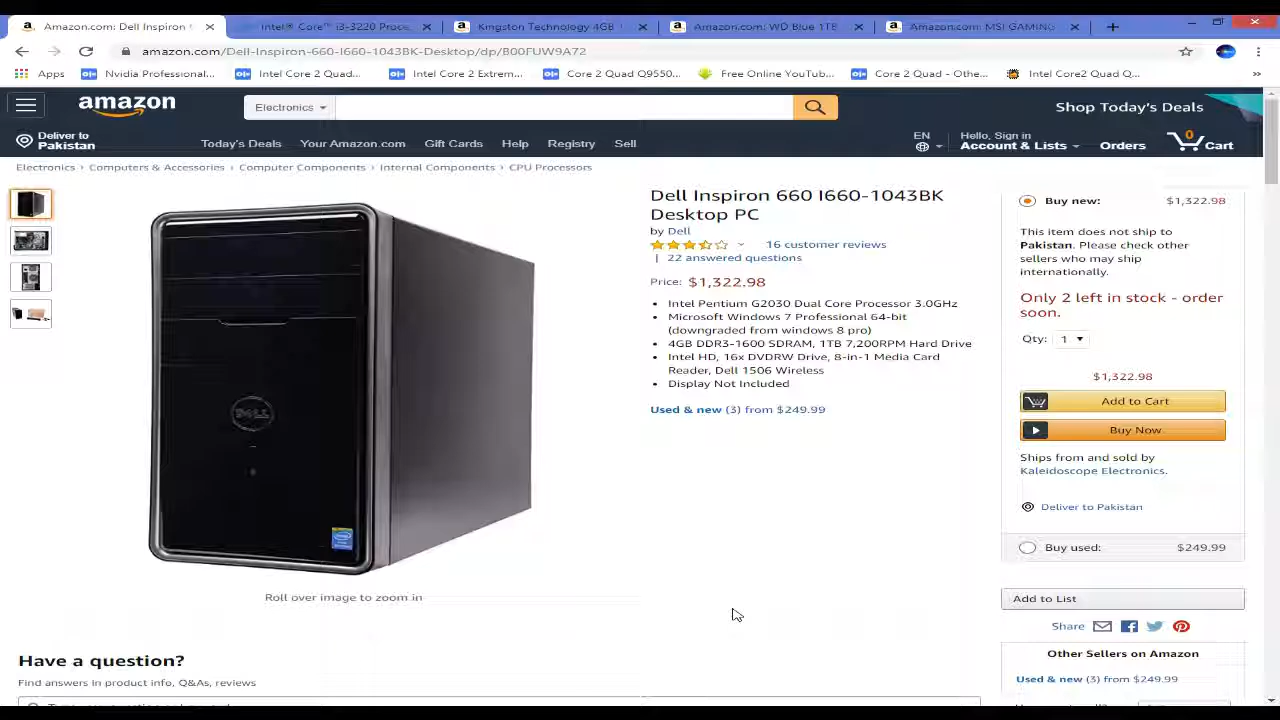 Amazon.com: Dell Inspiron
Intel® Core™ i3-3220 Proce
Kingston Technology 4GB
Amazon.com: WD Blue 1TB
Amazon.com: MSI GAMING
amazon.com/Dell-Inspiron-660-I660-1043BK-Desktop/dp/B00FUW9A72
Apps
Nvidia Professional...
Intel Core 2 Quad...
Intel Core 2 Extrem...
Core 2 Quad Q9550...
Free Online YouTub...
Core 2 Quad - Othe...
Intel Core2 Quad Q...
amazon
Electronics
Shop Today's Deals
Deliver to
Pakistan
Today's Deals
Your Amazon.com
Gift Cards
Help
Registry
Sell
EN
Hello, Sign in
Account & Lists
Orders
0
Cart
Electronics › Computers & Accessories › Computer Components › Internal Components › CPU Processors
Dell Inspiron 660 I660-1043BK
Desktop PC
by Dell
16 customer reviews
| 22 answered questions
Price: $1,322.98
• Intel Pentium G2030 Dual Core Processor 3.0GHz
• Microsoft Windows 7 Professional 64-bit
(downgraded from windows 8 pro)
• 4GB DDR3-1600 SDRAM, 1TB 7,200RPM Hard Drive
• Intel HD, 16x DVDRW Drive, 8-in-1 Media Card
Reader, Dell 1506 Wireless
• Display Not Included
Used & new (3) from $249.99
DELL
Roll over image to zoom in
Buy new: $1,322.98
This item does not ship to
Pakistan. Please check other
sellers who may ship
internationally.
Only 2 left in stock - order
soon.
Qty: 1
$1,322.98
Add to Cart
Buy Now
Ships from and sold by
Kaleidoscope Electronics.
Deliver to Pakistan
Buy used: $249.99
Add to List
Share
Other Sellers on Amazon
Used & new (3) from $249.99
Have a question?
Find answers in product info, Q&As, reviews